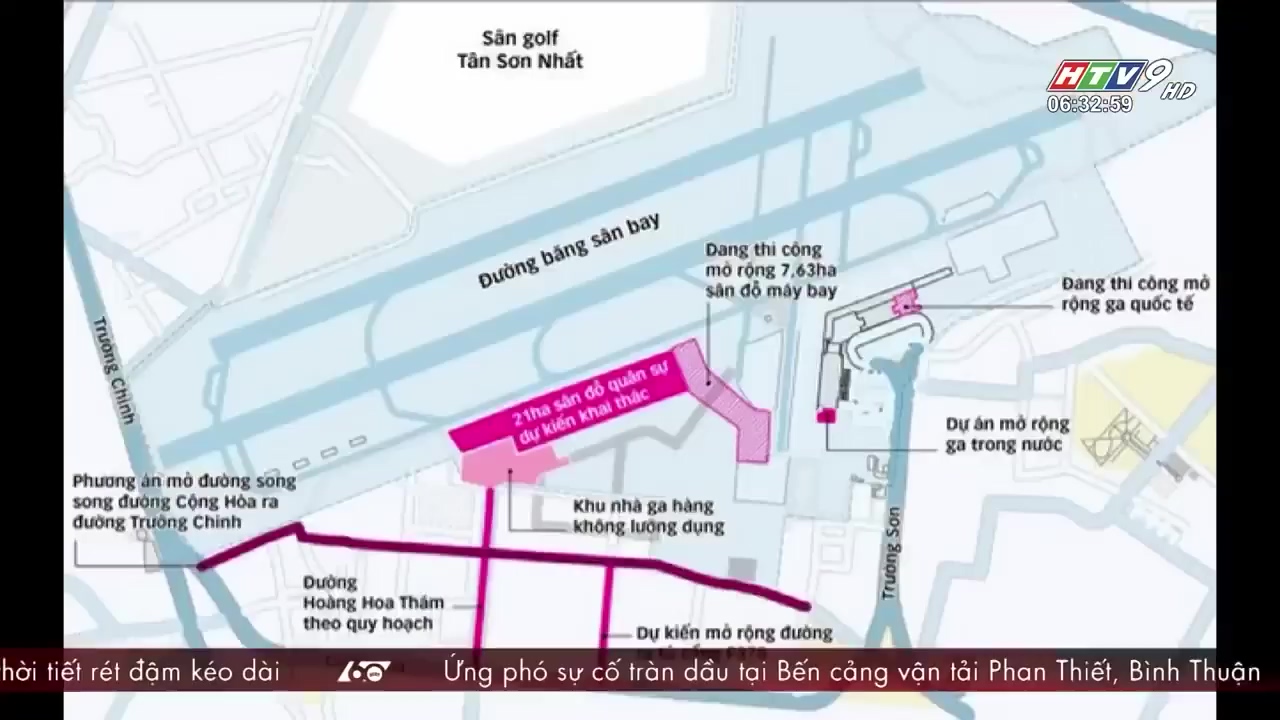 Sân golf
Tân Sơn Nhất
HTV9 HD
06:32:59
Đường băng sân bay
Đang thi công
mở rộng 7,63ha
sân đỗ máy bay
Đang thi công mở
rộng ga quốc tế
Trường Chinh
21ha sân đỗ quân sự
dự kiến khai thác
Dự án mở rộng
ga trong nước
Phương án mở đường song
song đường Cộng Hòa ra
đường Trường Chinh
Khu nhà ga hàng
không lưỡng dụng
Trường Sơn
Đường
Hoàng Hoa Thám
theo quy hoạch
Dự kiến mở rộng đường
thời tiết rét đậm kéo dài
60 Ứng phó sự cố tràn dầu tại Bến cảng vận tải Phan Thiết, Bình Thuận